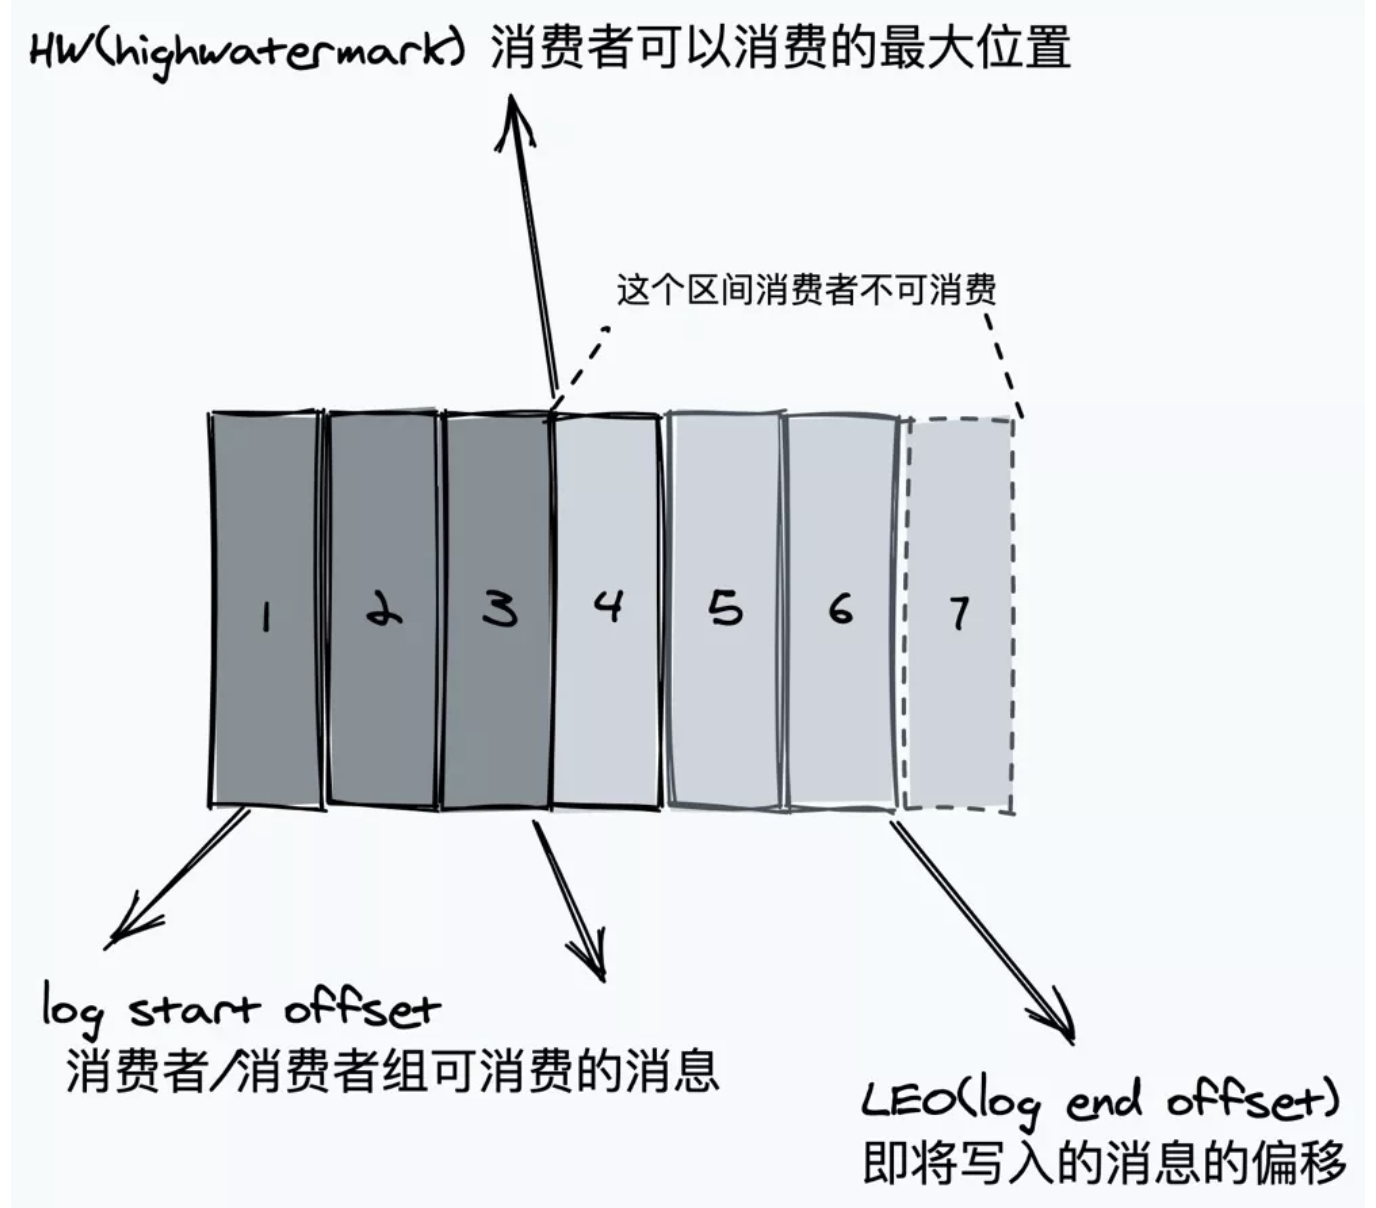 HW(highwatermark) 消费者可以消费的最大位置
这个区间消费者不可消费
1 2 3 4 5 6 7
log start offset
消费者/消费者组可消费的消息
LEO(log end offset)
即将写入的消息的偏移